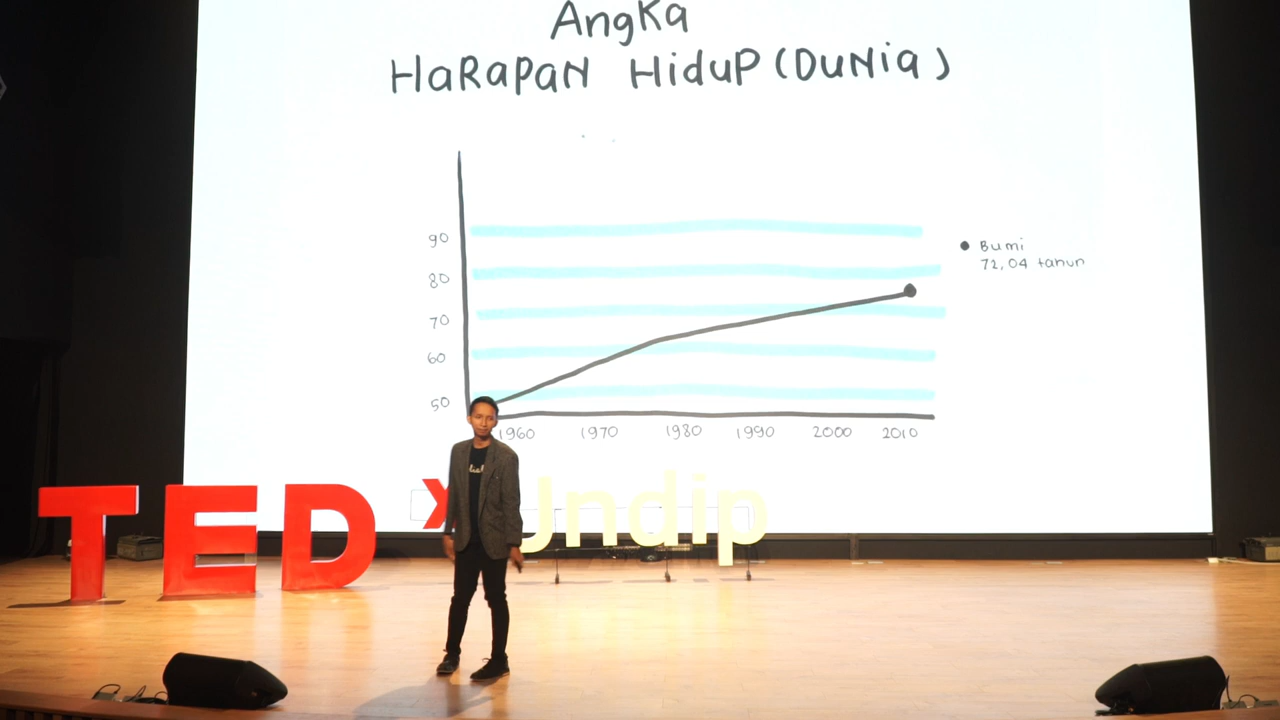 Angka
HaRapaN HiduP (DuNia)
90
80
70
60
50
1960 1970 1980 1990 2000 2010
Bumi
72,04 tahun
TEDx Undip